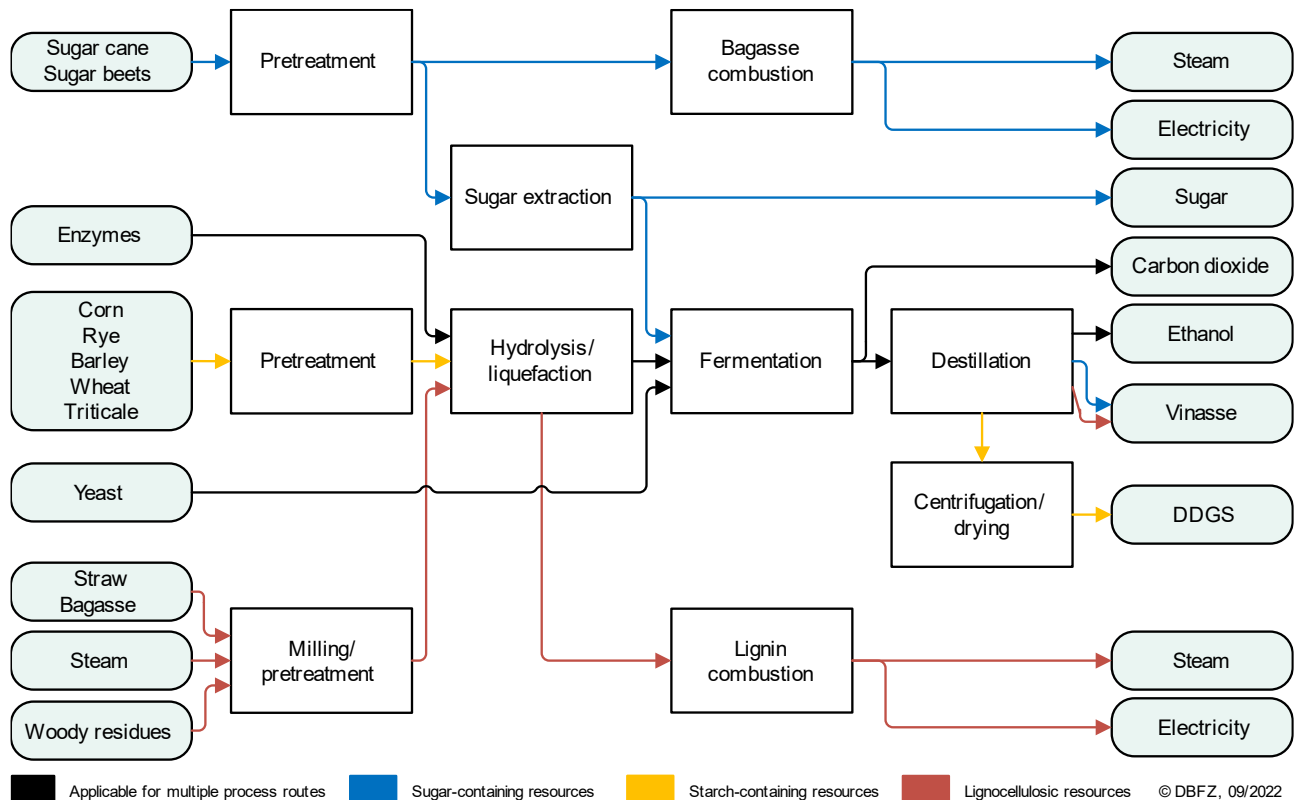 Sugar cane
Sugar beets
Pretreatment
Bagasse
combustion
Steam
Electricity
Sugar extraction
Sugar
Enzymes
Carbon dioxide
Corn
Rye
Barley
Wheat
Triticale
Pretreatment
Hydrolysis/
liquefaction
Fermentation
Destillation
Ethanol
Vinasse
Yeast
Centrifugation/
drying
DDGS
Straw
Bagasse
Steam
Woody residues
Milling/
pretreatment
Lignin
combustion
Steam
Electricity
Applicable for multiple process routes
Sugar-containing resources
Starch-containing resources
Lignocellulosic resources
© DBFZ, 09/2022